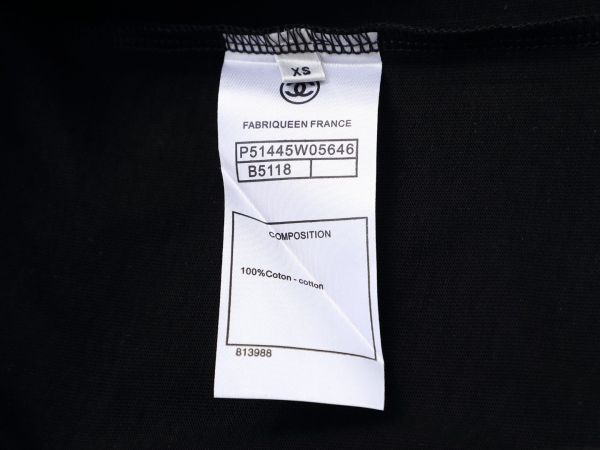 XS
FABRIQUEEN FRANCE
P51445W05646
B5118
COMPOSITION
100%Coton - cotton
813988